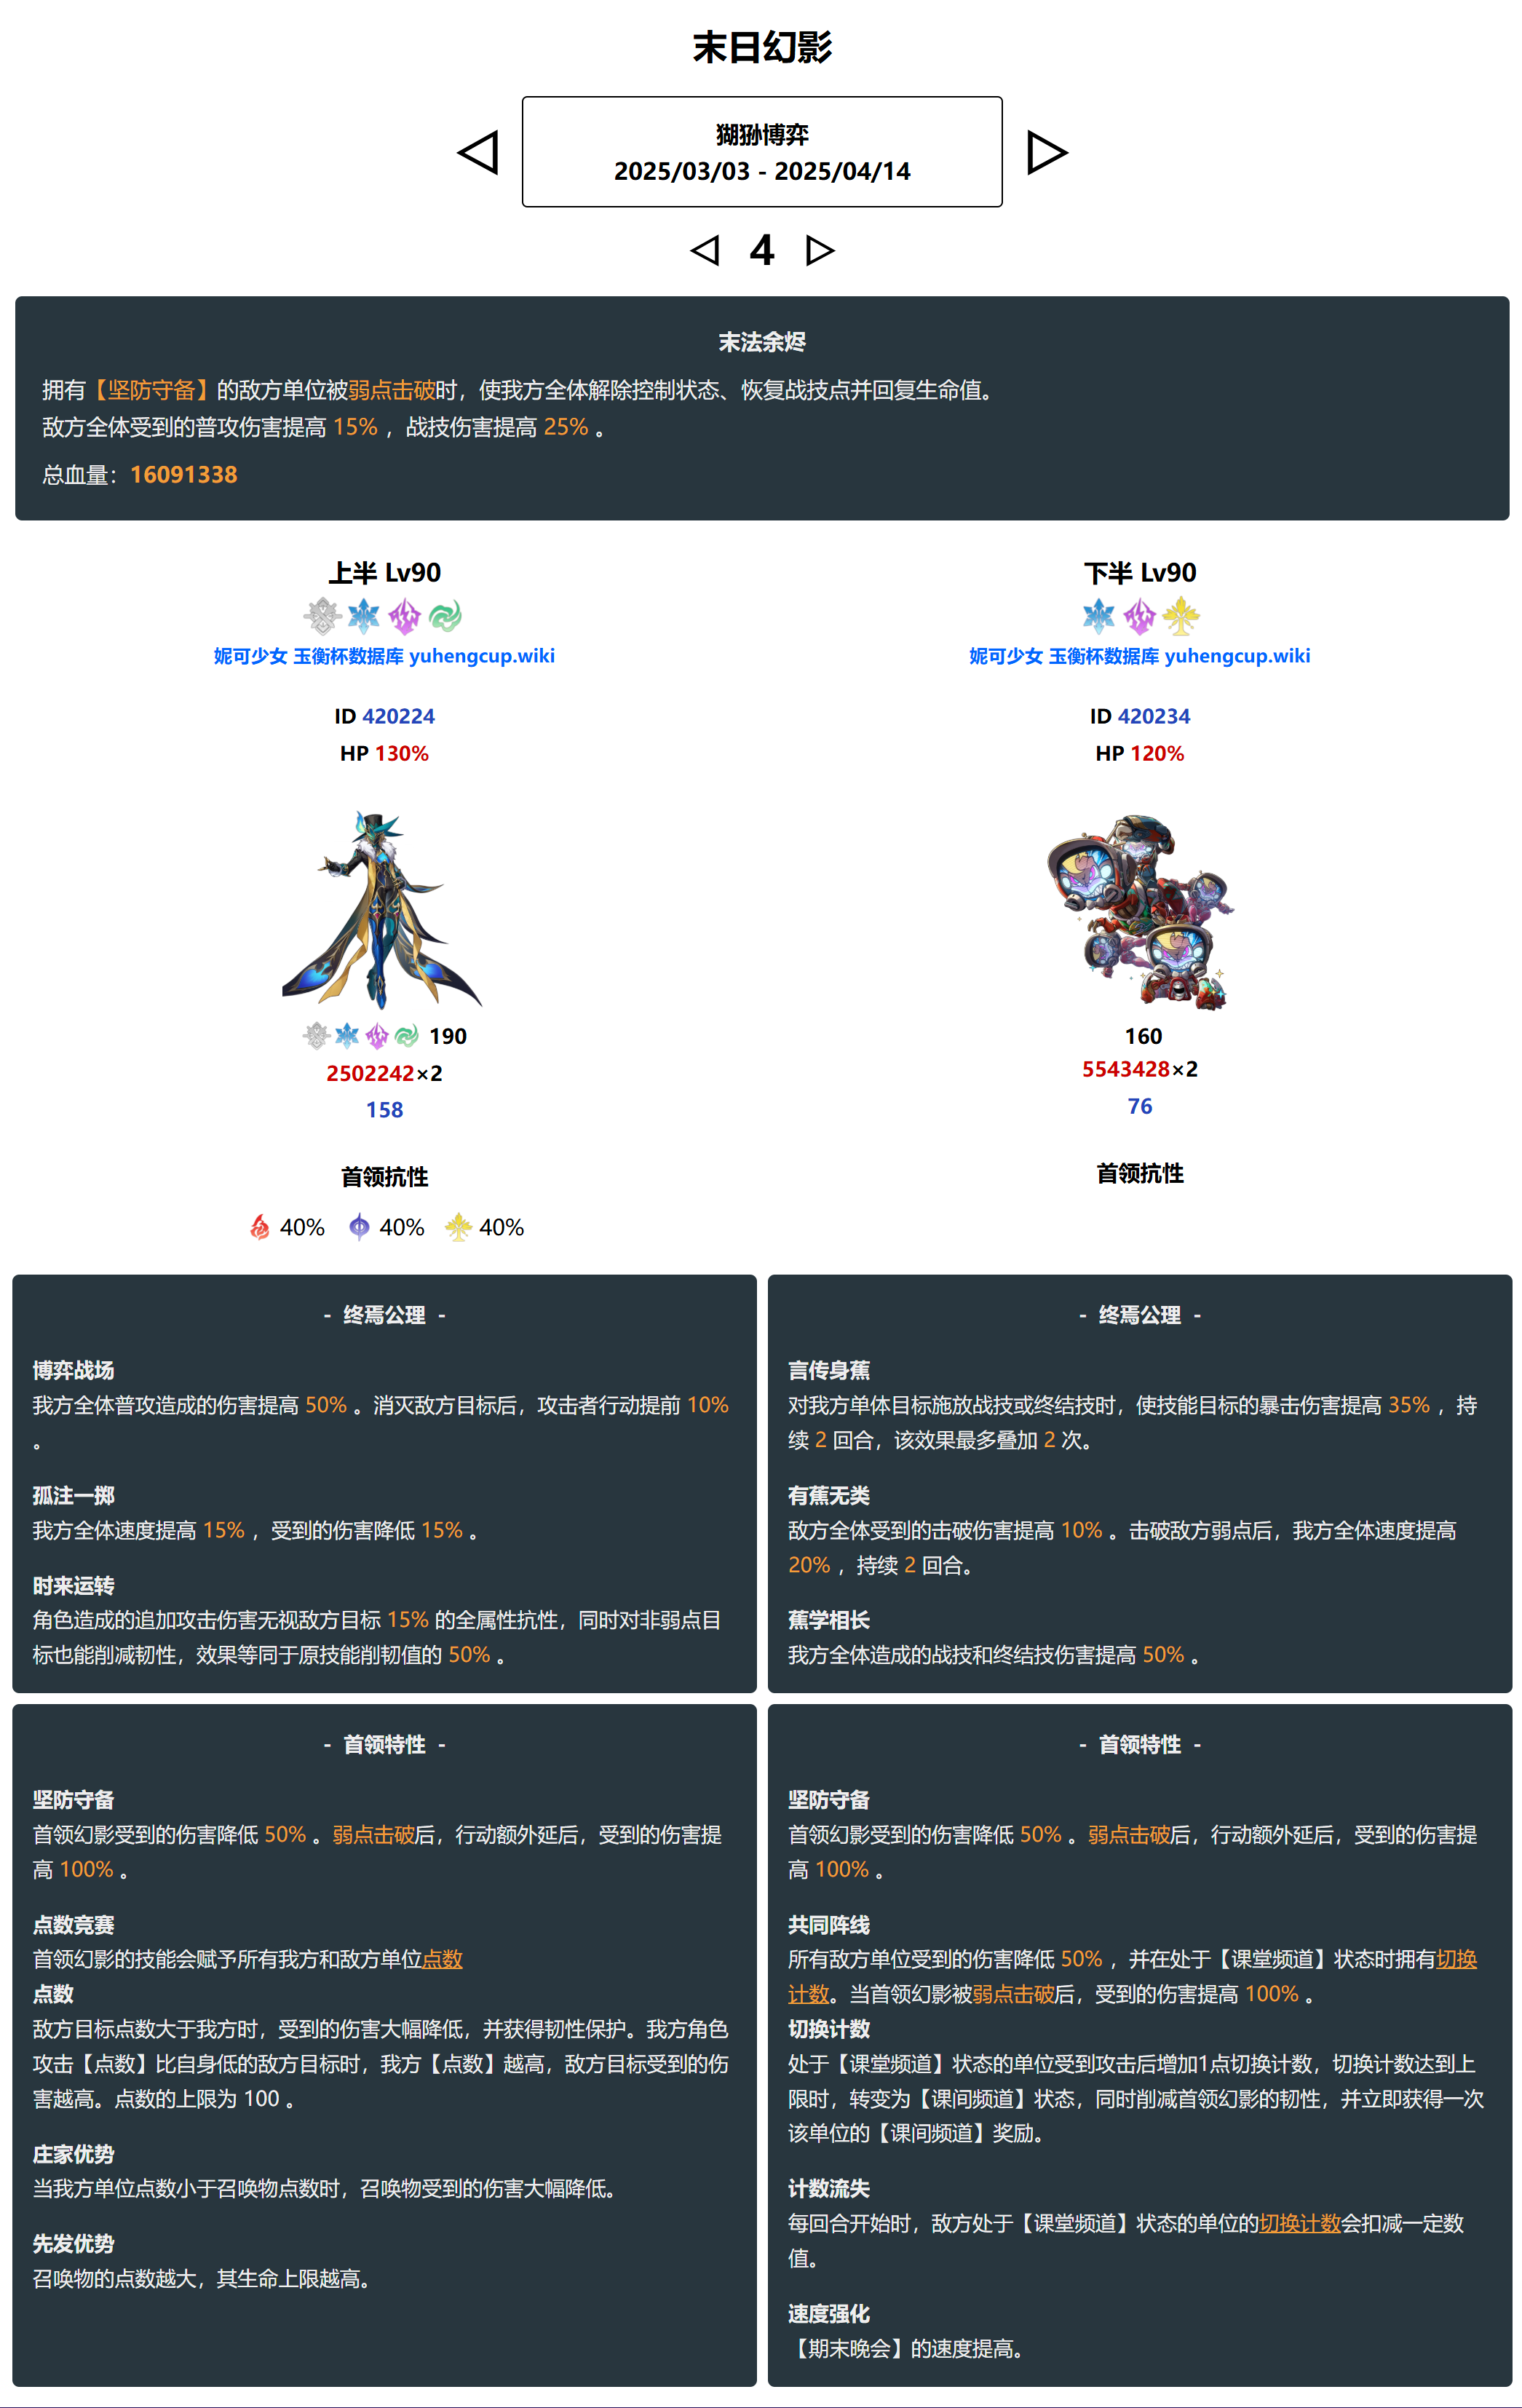 末日幻影
猢狲博弈
2025/03/03 - 2025/04/14
4
末法余烬
拥有【坚防守备】的敌方单位被弱点击破时，使我方全体解除控制状态、恢复战技点并回复生命值。
敌方全体受到的普攻伤害提高 15% ，战技伤害提高 25% 。
总血量：16091338
上半 Lv90
妮可少女 玉衡杯数据库 yuhengcup.wiki
ID 420224
HP 130%
190
2502242×2
158
首领抗性
40% 40% 40%
下半 Lv90
妮可少女 玉衡杯数据库 yuhengcup.wiki
ID 420234
HP 120%
160
5543428×2
76
首领抗性
- 终焉公理 -
博弈战场
我方全体普攻造成的伤害提高 50% 。消灭敌方目标后，攻击者行动提前 10%
。
孤注一掷
我方全体速度提高 15% ，受到的伤害降低 15% 。
时来运转
角色造成的追加攻击伤害无视敌方目标 15% 的全属性抗性，同时对非弱点目
标也能削减韧性，效果等同于原技能削韧值的 50% 。
- 终焉公理 -
言传身蕉
对我方单体目标施放战技或终结技时，使技能目标的暴击伤害提高 35% ，持
续 2 回合，该效果最多叠加 2 次。
有蕉无类
敌方全体受到的击破伤害提高 10% 。击破敌方弱点后，我方全体速度提高
20% ，持续 2 回合。
蕉学相长
我方全体造成的战技和终结技伤害提高 50% 。
- 首领特性 -
坚防守备
首领幻影受到的伤害降低 50% 。弱点击破后，行动额外延后，受到的伤害提
高 100% 。
点数竞赛
首领幻影的技能会赋予所有我方和敌方单位点数
点数
敌方目标点数大于我方时，受到的伤害大幅降低，并获得韧性保护。我方角色
攻击【点数】比自身低的敌方目标时，我方【点数】越高，敌方目标受到的伤
害越高。点数的上限为 100 。
庄家优势
当我方单位点数小于召唤物点数时，召唤物受到的伤害大幅降低。
先发优势
召唤物的点数越大，其生命上限越高。
- 首领特性 -
坚防守备
首领幻影受到的伤害降低 50% 。弱点击破后，行动额外延后，受到的伤害提
高 100% 。
共同阵线
所有敌方单位受到的伤害降低 50% ，并在处于【课堂频道】状态时拥有切换
计数。当首领幻影被弱点击破后，受到的伤害提高 100% 。
切换计数
处于【课堂频道】状态的单位受到攻击后增加1点切换计数，切换计数达到上
限时，转变为【课间频道】状态，同时削减首领幻影的韧性，并立即获得一次
该单位的【课间频道】奖励。
计数流失
每回合开始时，敌方处于【课堂频道】状态的单位的切换计数会扣减一定数
值。
速度强化
【期末晚会】的速度提高。